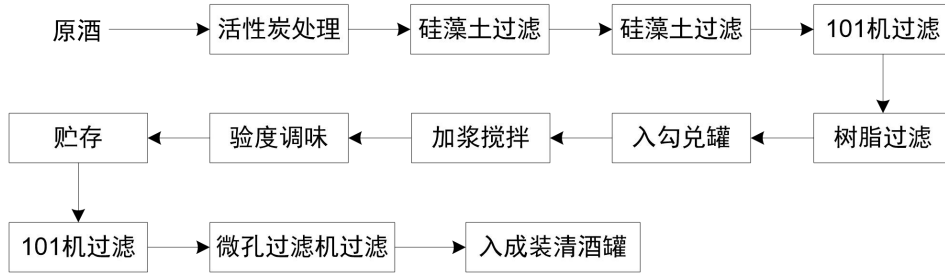 原酒
活性炭处理
硅藻土过滤
硅藻土过滤
101机过滤
树脂过滤
入勾兑罐
加浆搅拌
验度调味
贮存
101机过滤
微孔过滤机过滤
入成装清酒罐